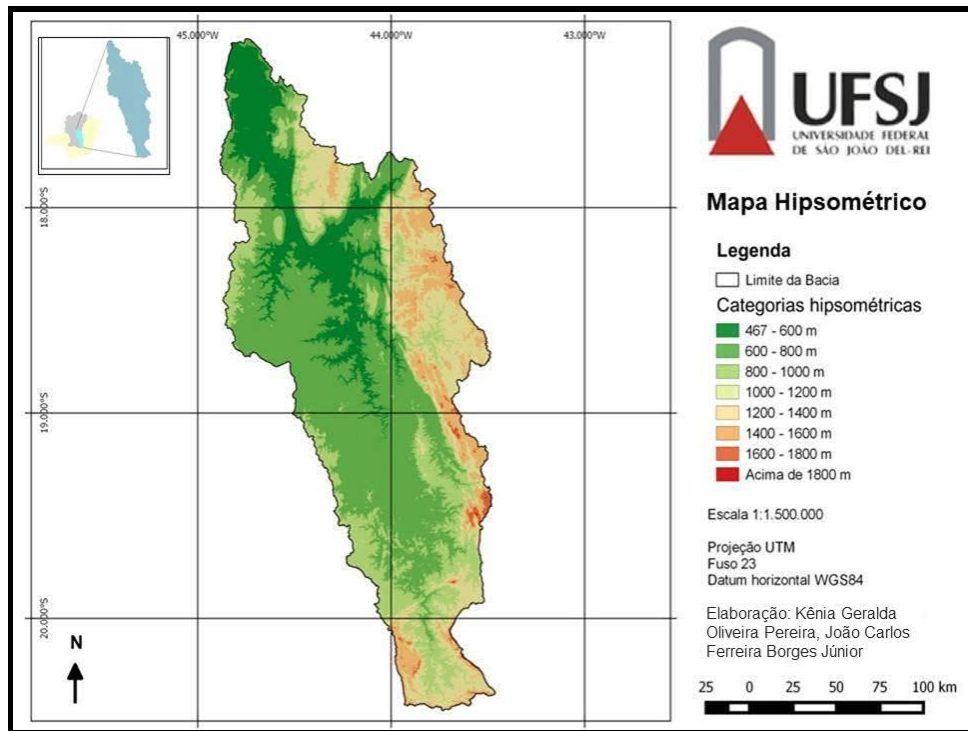 45.000°W 44.000°W 43.000°W
18.000°S
19.000°S
20.000°S
N
UFSJ
UNIVERSIDADE FEDERAL
DE SÃO JOÃO DEL-REI
Mapa Hipsométrico
Legenda
Limite da Bacia
Categorias hipsométricas
467 - 600 m
600 - 800 m
800 - 1000 m
1000 - 1200 m
1200 - 1400 m
1400 - 1600 m
1600 - 1800 m
Acima de 1800 m
Escala 1:1.500.000
Projeção UTM
Fuso 23
Datum horizontal WGS84
Elaboração: Kênia Geralda
Oliveira Pereira, João Carlos
Ferreira Borges Júnior
25 0 25 50 75 100 km